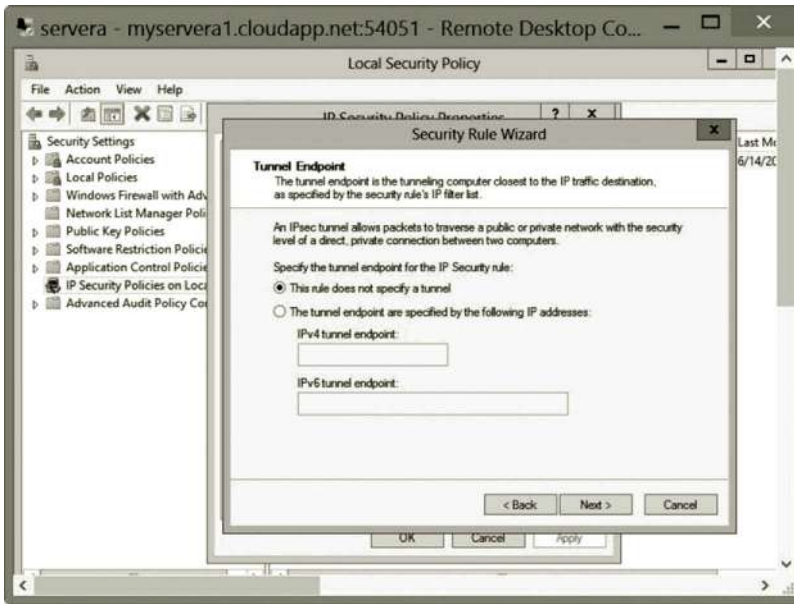 servera - myservera1.cloudapp.net:54051 - Remote Desktop Co...
Local Security Policy
File Action View Help
IP Security Policy Properties
Security Rule Wizard
Security Settings
Account Policies
Local Policies
Windows Firewall with Adv
Network List Manager Poli
Public Key Policies
Software Restriction Policie
Application Control Policie
IP Security Policies on Loca
Advanced Audit Policy Co
Last Mo
6/14/20
Tunnel Endpoint
The tunnel endpoint is the tunneling computer closest to the IP traffic destination,
as specified by the security rule's IP filter list.
An IPsec tunnel allows packets to traverse a public or private network with the security
level of a direct, private connection between two computers.
Specify the tunnel endpoint for the IP Security rule:
This rule does not specify a tunnel
The tunnel endpoint are specified by the following IP addresses:
IPv4 tunnel endpoint:
IPv6 tunnel endpoint:
< Back Next > Cancel
OK Cancel Apply